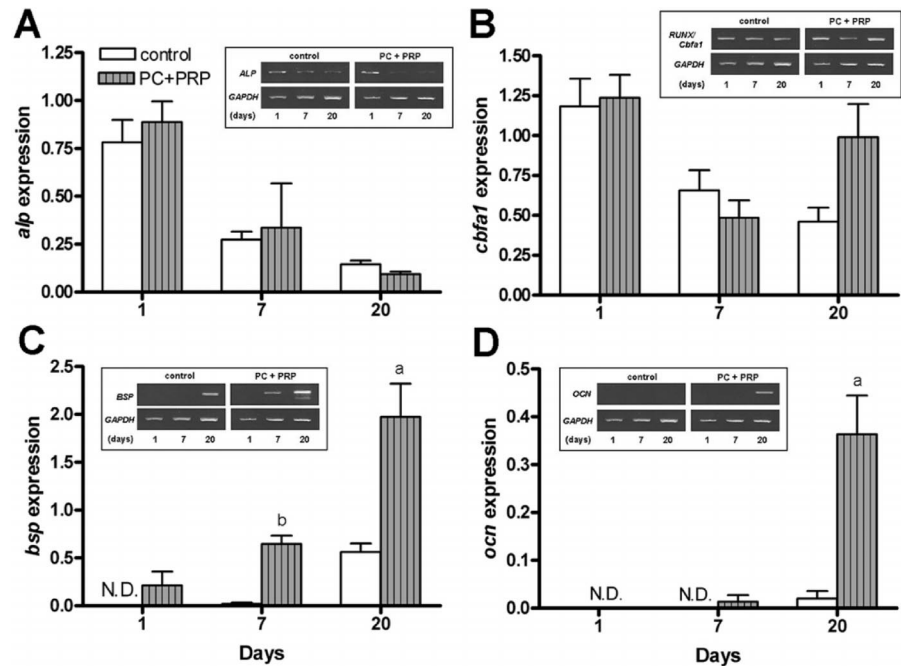 A
control
PC+PRP
control PC + PRP
ALP
GAPDH
(days) 1 7 20 1 7 20
alp expression
1.25
1.00
0.75
0.50
0.25
0.00
1 7 20
B
control PC + PRP
RUNX/
Cbfa1
GAPDH
(days) 1 7 20 1 7 20
cbfa1 expression
1.50
1.25
1.00
0.75
0.50
0.25
0.00
1 7 20
C
control PC + PRP
BSP
GAPDH
(days) 1 7 20 1 7 20
bsp expression
2.5
2.0
1.5
1.0
0.5
0.0
N.D.
b
a
1 7 20
Days
D
control PC + PRP
OCN
GAPDH
(days) 1 7 20 1 7 20
ocn expression
0.5
0.4
0.3
0.2
0.1
0.0
N.D. N.D.
a
1 7 20
Days